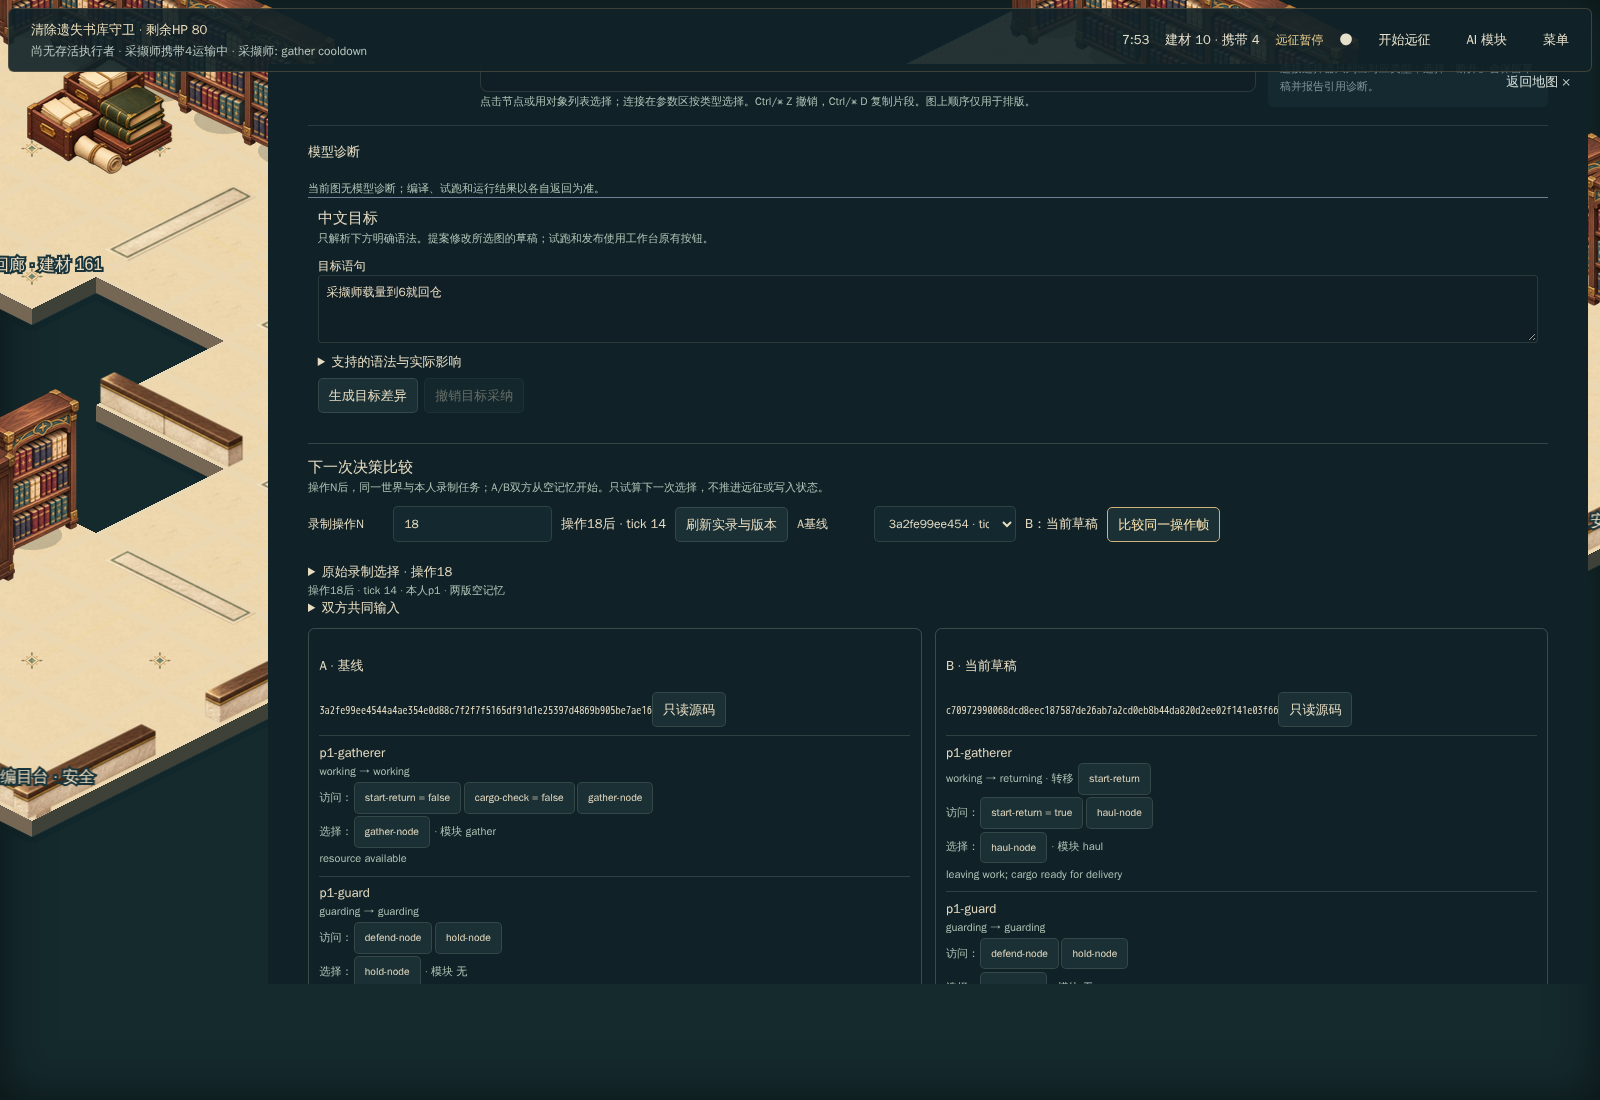 清除遗失书库守卫 · 剩余HP 80
尚无存活执行者 · 采撷师携带4运输中 · 采撷师: gather cooldown
7:53 建材 10 · 携带 4 远征暂停 开始远征 AI 模块 菜单
返回地图 ×
稿并报告引用诊断。
点击节点或用对象列表选择；连接在参数区按类型选择。Ctrl/⌘ Z 撤销，Ctrl/⌘ D 复制片段。图上顺序仅用于排版。
模型诊断
当前图无模型诊断；编译、试跑和运行结果以各自返回为准。
中文目标
只解析下方明确语法。提案修改所选图的草稿；试跑和发布使用工作台原有按钮。
目标语句
采撷师载量到6就回仓
▶ 支持的语法与实际影响
生成目标差异 撤销目标采纳
回廊 · 建材 161
编目台 · 安全
下一次决策比较
操作N后，同一世界与本人录制任务；A/B双方从空记忆开始。只试算下一次选择，不推进远征或写入状态。
录制操作N 18 操作18后 · tick 14 刷新实录与版本 A基线 3a2fe99ee454 · tic B：当前草稿 比较同一操作帧
▶ 原始录制选择 · 操作18
操作18后 · tick 14 · 本人p1 · 两版空记忆
▶ 双方共同输入
A · 基线
3a2fe99ee4544a4ae354e0d88c7f2f7f5165df91d1e25397d4869b905be7ae16 只读源码
p1-gatherer
working → working
访问： start-return = false cargo-check = false gather-node
选择： gather-node · 模块 gather
resource available
p1-guard
guarding → guarding
访问： defend-node hold-node
选择： hold-node · 模块 无
B · 当前草稿
c70972990068dcd8eec187587de26ab7a2cd0eb8b44da820d2ee02f141e03f66 只读源码
p1-gatherer
working → returning · 转移 start-return
访问： start-return = true haul-node
选择： haul-node · 模块 haul
leaving work; cargo ready for delivery
p1-guard
guarding → guarding
访问： defend-node hold-node